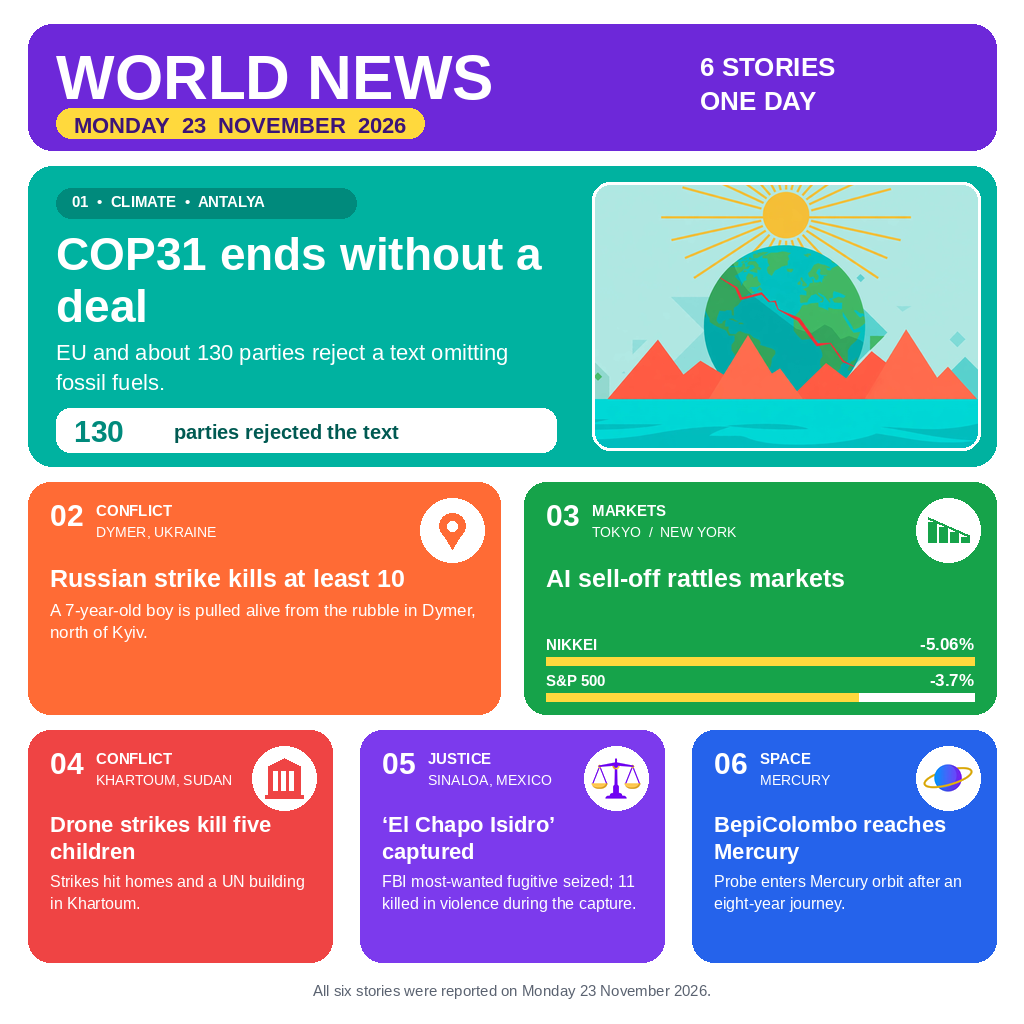 WORLD NEWS
MONDAY 23 NOVEMBER 2026
6 STORIES
ONE DAY
01 • CLIMATE • ANTALYA
COP31 ends without a
deal
EU and about 130 parties reject a text omitting
fossil fuels.
130 parties rejected the text
02 CONFLICT
DYMER, UKRAINE
Russian strike kills at least 10
A 7-year-old boy is pulled alive from the rubble in Dymer,
north of Kyiv.
03 MARKETS
TOKYO / NEW YORK
AI sell-off rattles markets
NIKKEI -5.06%
S&P 500 -3.7%
04 CONFLICT
KHARTOUM, SUDAN
Drone strikes kill five
children
Strikes hit homes and a UN building
in Khartoum.
05 JUSTICE
SINALOA, MEXICO
‘El Chapo Isidro’
captured
FBI most-wanted fugitive seized; 11
killed in violence during the capture.
06 SPACE
MERCURY
BepiColombo reaches
Mercury
Probe enters Mercury orbit after an
eight-year journey.
All six stories were reported on Monday 23 November 2026.